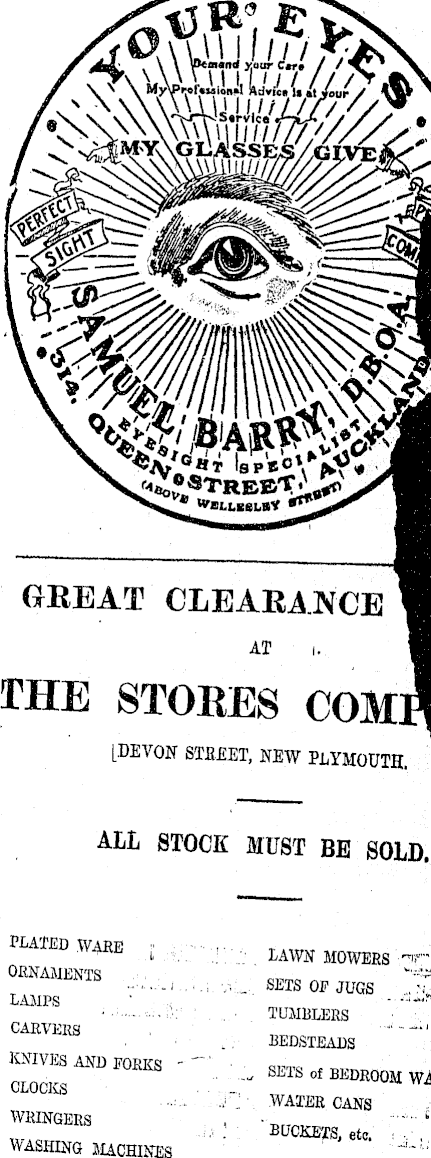 YOUR EYES
Demand your Care
My Professional Advice is at your
Service
MY GLASSES GIVE
PERFECT
SIGHT
SAMUEL BARRY, D.B.O.A.
EYESIGHT SPECIALIST
314, QUEEN STREET, AUCKLAND
(ABOVE WELLESLEY STREET)
GREAT CLEARANCE
AT
THE STORES COMP
DEVON STREET, NEW PLYMOUTH.
ALL STOCK MUST BE SOLD.
PLATED WARE
ORNAMENTS
LAMPS
CARVERS
KNIVES AND FORKS
CLOCKS
WRINGERS
WASHING MACHINES
LAWN MOWERS
SETS OF JUGS
TUMBLERS
BEDSTEADS
SETS of BEDROOM WA
WATER CANS
BUCKETS, etc.